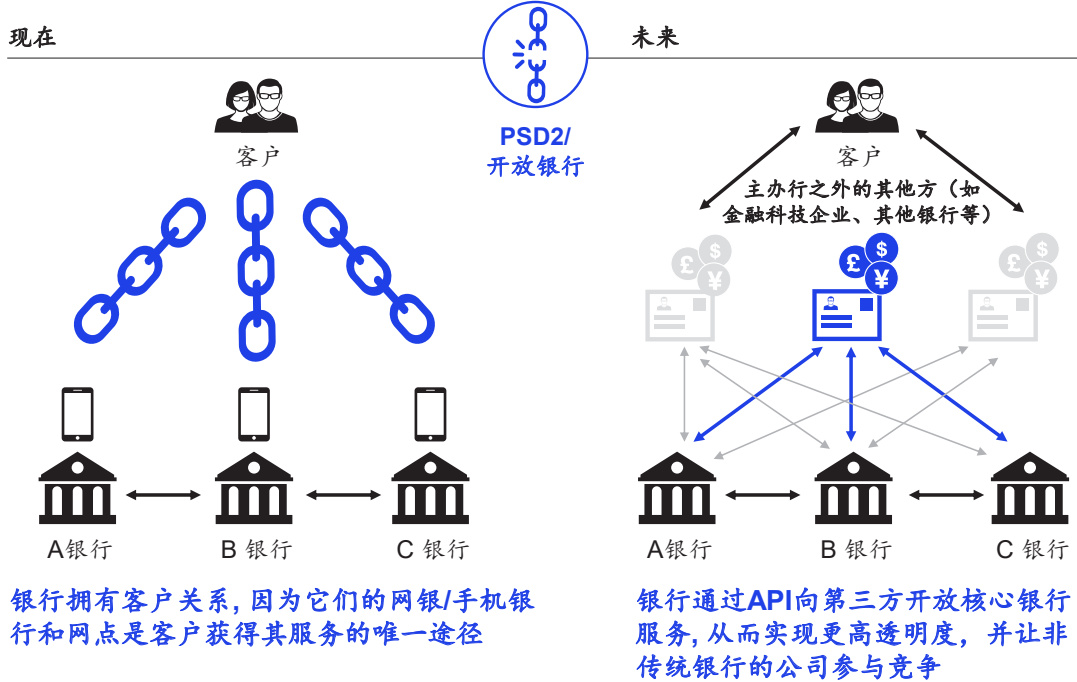 现在
未来
PSD2/
开放银行
客户
A银行
B 银行
C 银行
银行拥有客户关系, 因为它们的网银/手机银
行和网点是客户获得其服务的唯一途径
客户
主办行之外的其他方（如
金融科技企业、其他银行等）
£
$
¥
£
$
¥
£
$
¥
A银行
B 银行
C 银行
银行通过API向第三方开放核心银行
服务, 从而实现更高透明度，并让非
传统银行的公司参与竞争